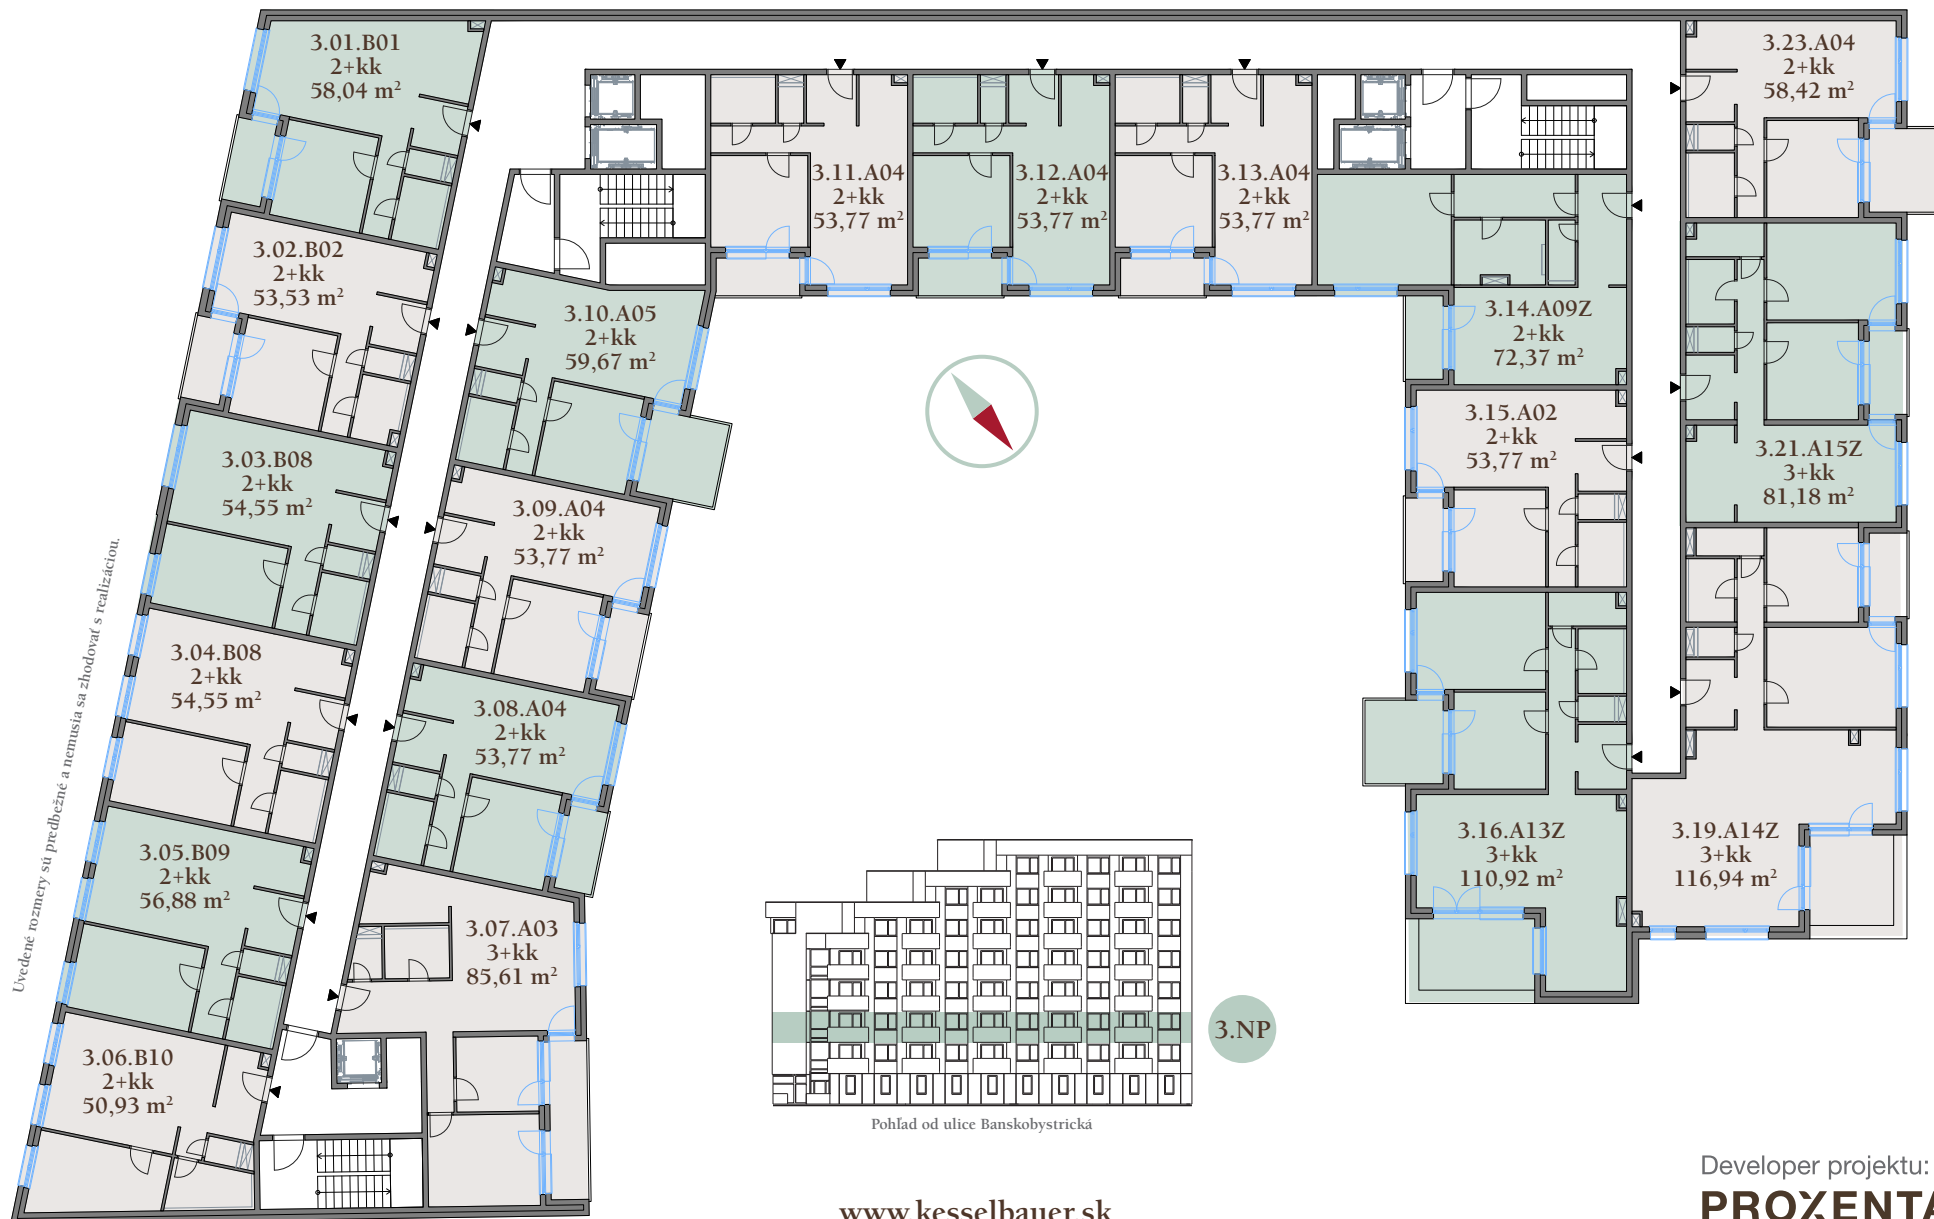 3.01.B01
2+kk
58,04 m²
3.02.B02
2+kk
53,53 m²
3.03.B08
2+kk
54,55 m²
3.04.B08
2+kk
54,55 m²
3.05.B09
2+kk
56,88 m²
3.06.B10
2+kk
50,93 m²
3.07.A03
3+kk
85,61 m²
3.08.A04
2+kk
53,77 m²
3.09.A04
2+kk
53,77 m²
3.10.A05
2+kk
59,67 m²
3.11.A04
2+kk
53,77 m²
3.12.A04
2+kk
53,77 m²
3.13.A04
2+kk
53,77 m²
3.14.A09Z
2+kk
72,37 m²
3.15.A02
2+kk
53,77 m²
3.16.A13Z
3+kk
110,92 m²
3.19.A14Z
3+kk
116,94 m²
3.21.A15Z
3+kk
81,18 m²
3.23.A04
2+kk
58,42 m²
Uvedené rozmery sú predbežné a nemusia sa zhodovať s realizáciou.
3.NP
Pohľad od ulice Banskobystrická
www.kesselbauer.sk
Developer projektu:
PROXENTA